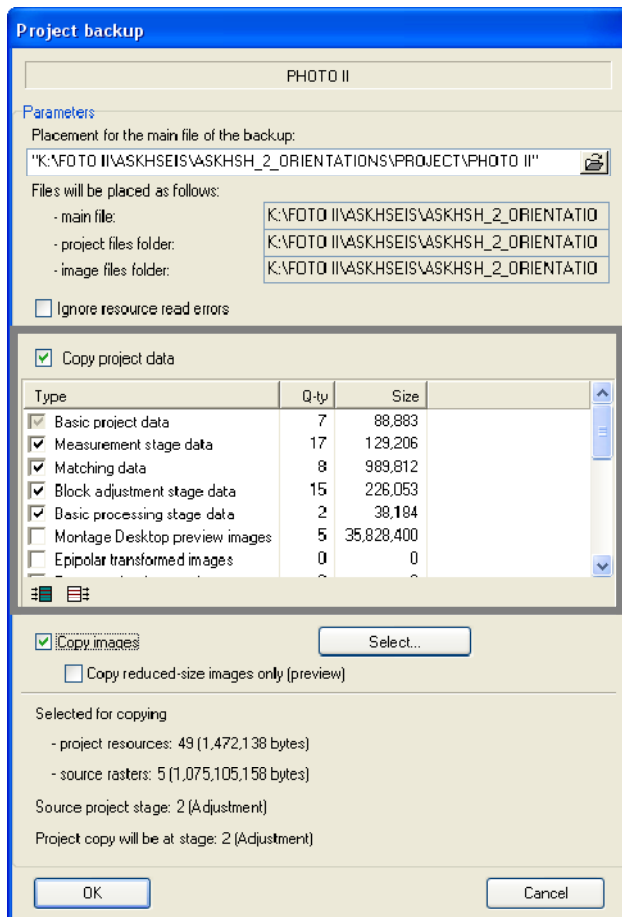 Project backup
PHOTO II
Parameters
Placement for the main file of the backup:
"K:\FOTO II\ASKHSEIS\ASKHSH_2_ORIENTATIONS\PROJECT\PHOTO II"
Files will be placed as follows:
- main file: K:\FOTO II\ASKHSEIS\ASKHSH_2_ORIENTATIO
- project files folder: K:\FOTO II\ASKHSEIS\ASKHSH_2_ORIENTATIO
- image files folder: K:\FOTO II\ASKHSEIS\ASKHSH_2_ORIENTATIO
Ignore resource read errors
Copy project data
Type Q-ty Size
Basic project data 7 88,883
Measurement stage data 17 129,206
Matching data 8 989,812
Block adjustment stage data 15 226,053
Basic processing stage data 2 38,184
Montage Desktop preview images 5 35,828,400
Epipolar transformed images 0 0
Copy images Select...
Copy reduced-size images only (preview)
Selected for copying
- project resources: 49 (1,472,138 bytes)
- source rasters: 5 (1,075,105,158 bytes)
Source project stage: 2 (Adjustment)
Project copy will be at stage: 2 (Adjustment)
OK Cancel